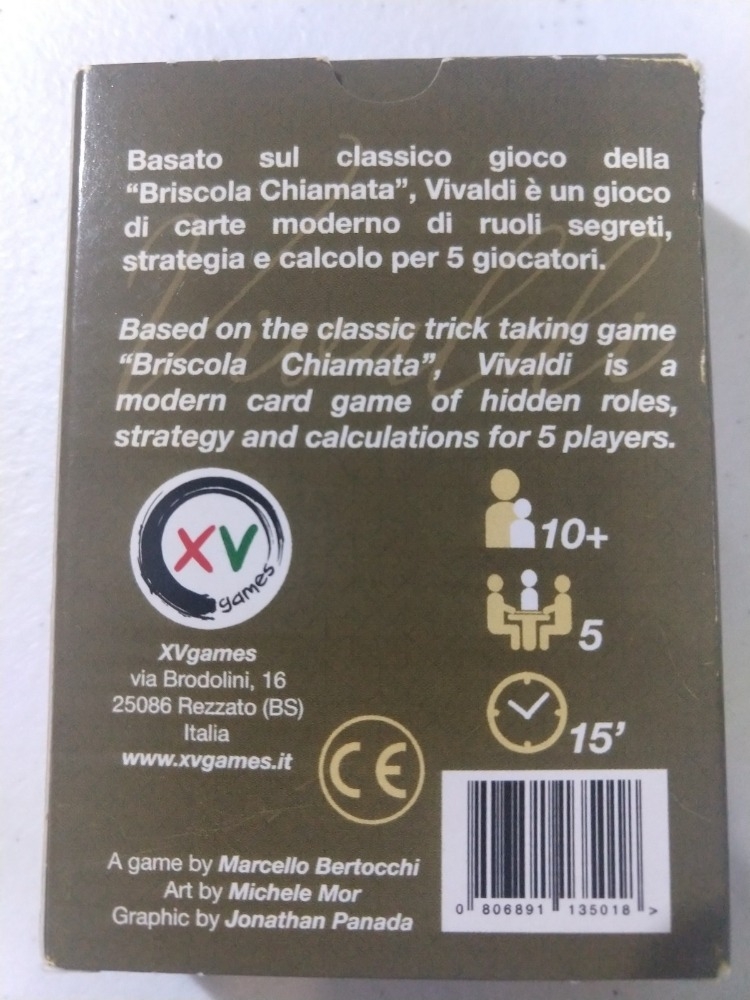 Basato sul classico gioco della
“Briscola Chiamata”, Vivaldi è un gioco
di carte moderno di ruoli segreti,
strategia e calcolo per 5 giocatori.
Vivaldi
Based on the classic trick taking game
“Briscola Chiamata”, Vivaldi is a
modern card game of hidden roles,
strategy and calculations for 5 players.
XV
games
10+
5
15’
XVgames
via Brodolini, 16
25086 Rezzato (BS)
Italia
www.xvgames.it
CE
A game by Marcello Bertocchi
Art by Michele Mor
Graphic by Jonathan Panada
0 806891 135018 >